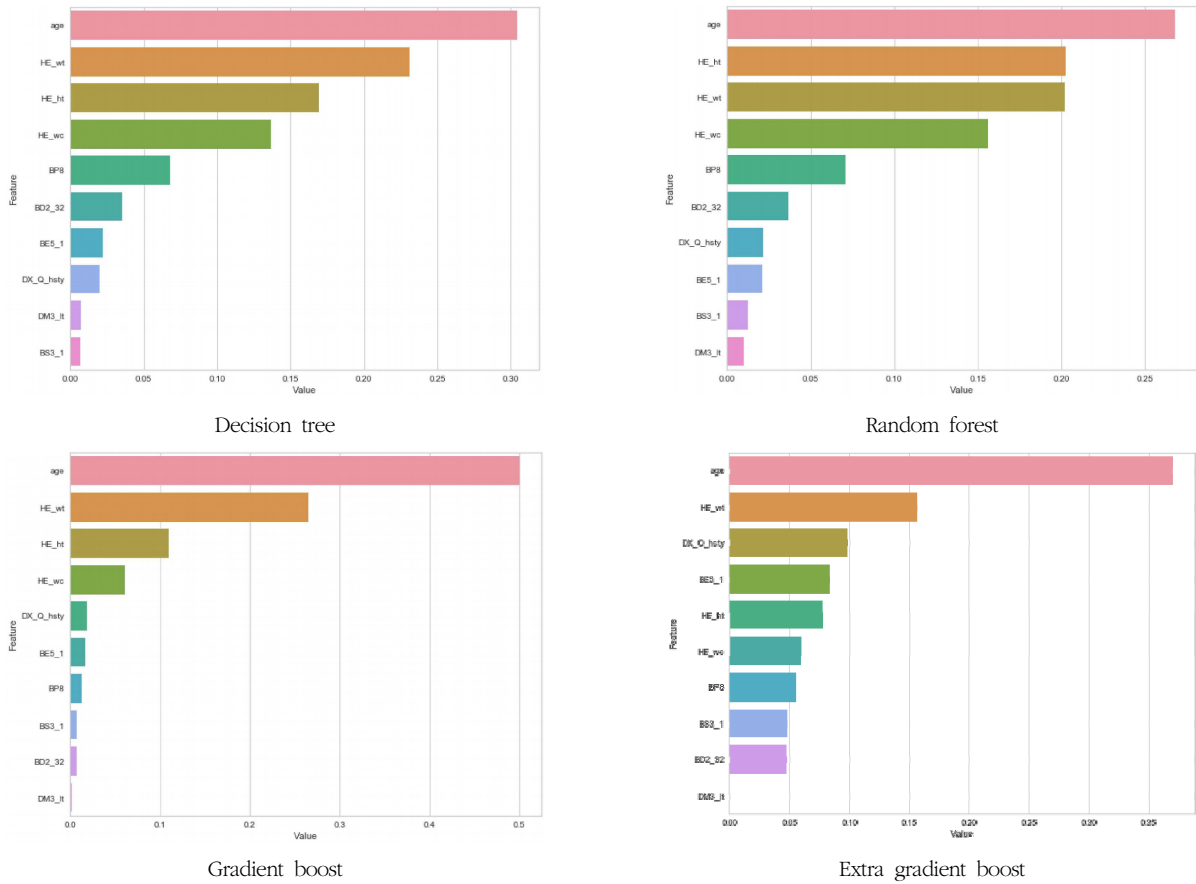 age
HE_wt
HE_ht
HE_wc
BP8
BD2_32
BE5_1
DX_Q_hsty
DM3_lt
BS3_1
Feature
0.00 0.05 0.10 0.15 0.20 0.25 0.30
Value
Decision tree
age
HE_ht
HE_wt
HE_wc
BP8
BD2_32
DX_Q_hsty
BE5_1
BS3_1
DM3_lt
Feature
0.00 0.05 0.10 0.15 0.20 0.25
Value
Random forest
age
HE_wt
HE_ht
HE_wc
DX_Q_hsty
BE5_1
BP8
BS3_1
BD2_32
DM3_lt
Feature
0.0 0.1 0.2 0.3 0.4 0.5
Value
Gradient boost
age
HE_wt
DX_Q_hsty
BE5_1
HE_ht
HE_wc
BP8
BS3_1
BD2_32
DM3_lt
Feature
0.00 0.05 0.10 0.15 0.20 0.25
Value
Extra gradient boost